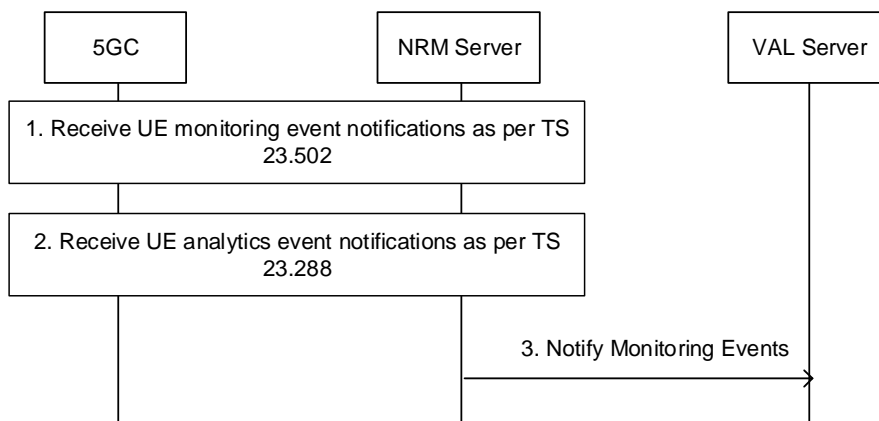 5GC
NRM Server
VAL Server
1. Receive UE monitoring event notifications as per TS
23.502
2. Receive UE analytics event notifications as per TS
23.288
3. Notify Monitoring Events